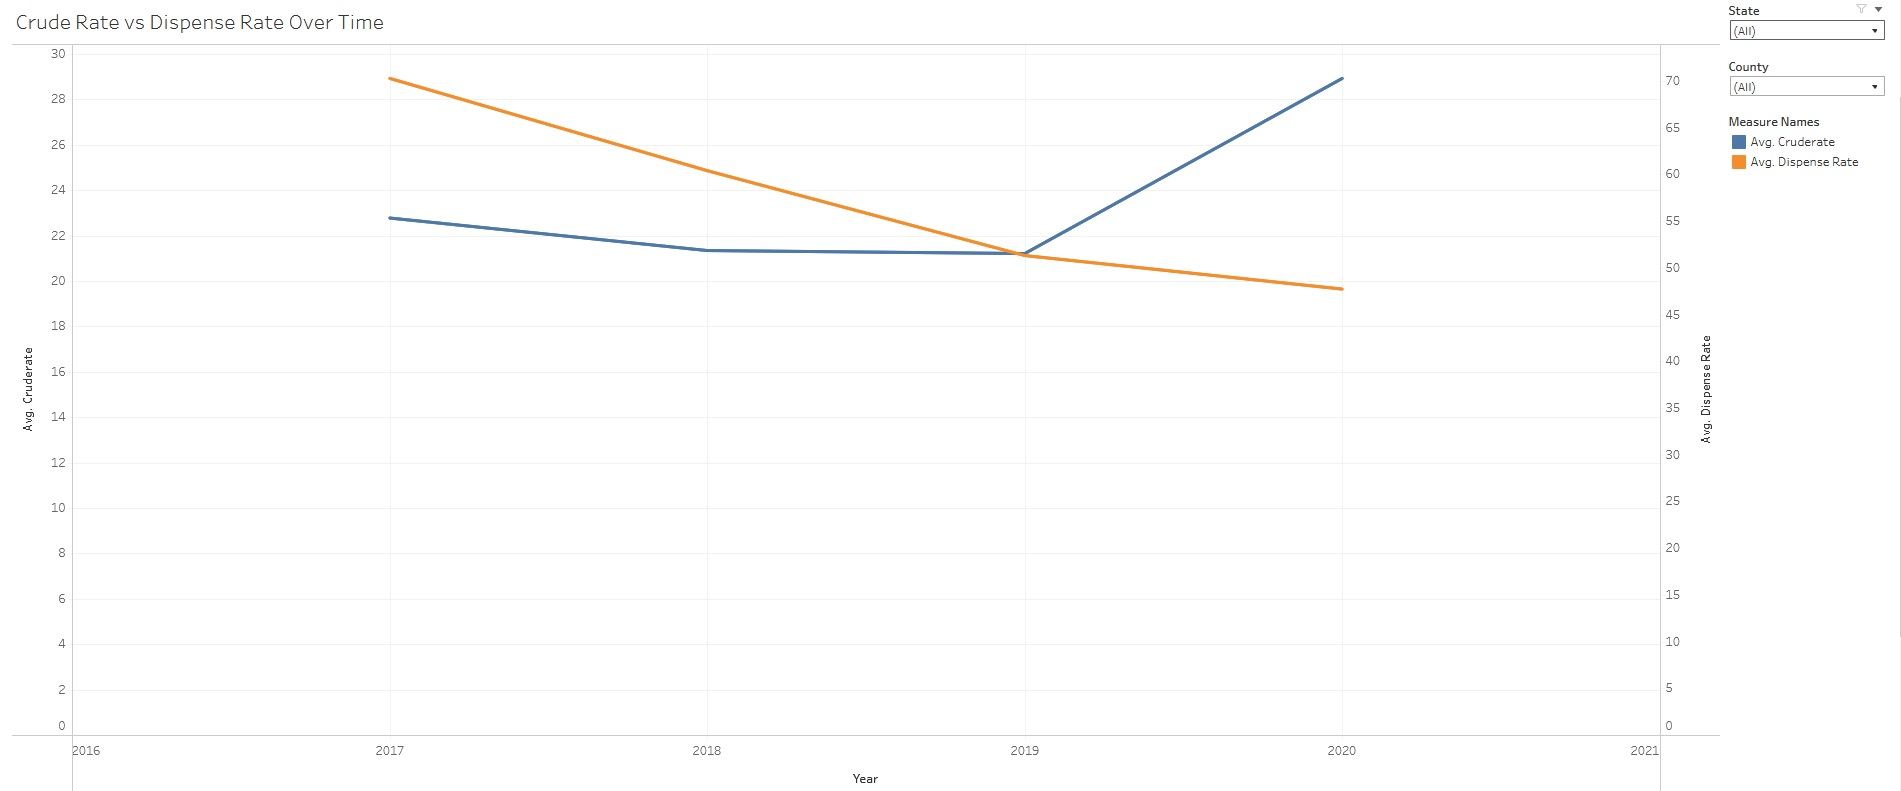 Crude Rate vs Dispense Rate Over Time
30
28
26
24
22
20
18
16
14
12
10
8
6
4
2
0
Avg. Cruderate
70
65
60
55
50
45
40
35
30
25
20
15
10
5
0
Avg. Dispense Rate
2016 2017 2018 2019 2020 2021
Year
State
(All)
County
(All)
Measure Names
Avg. Cruderate
Avg. Dispense Rate